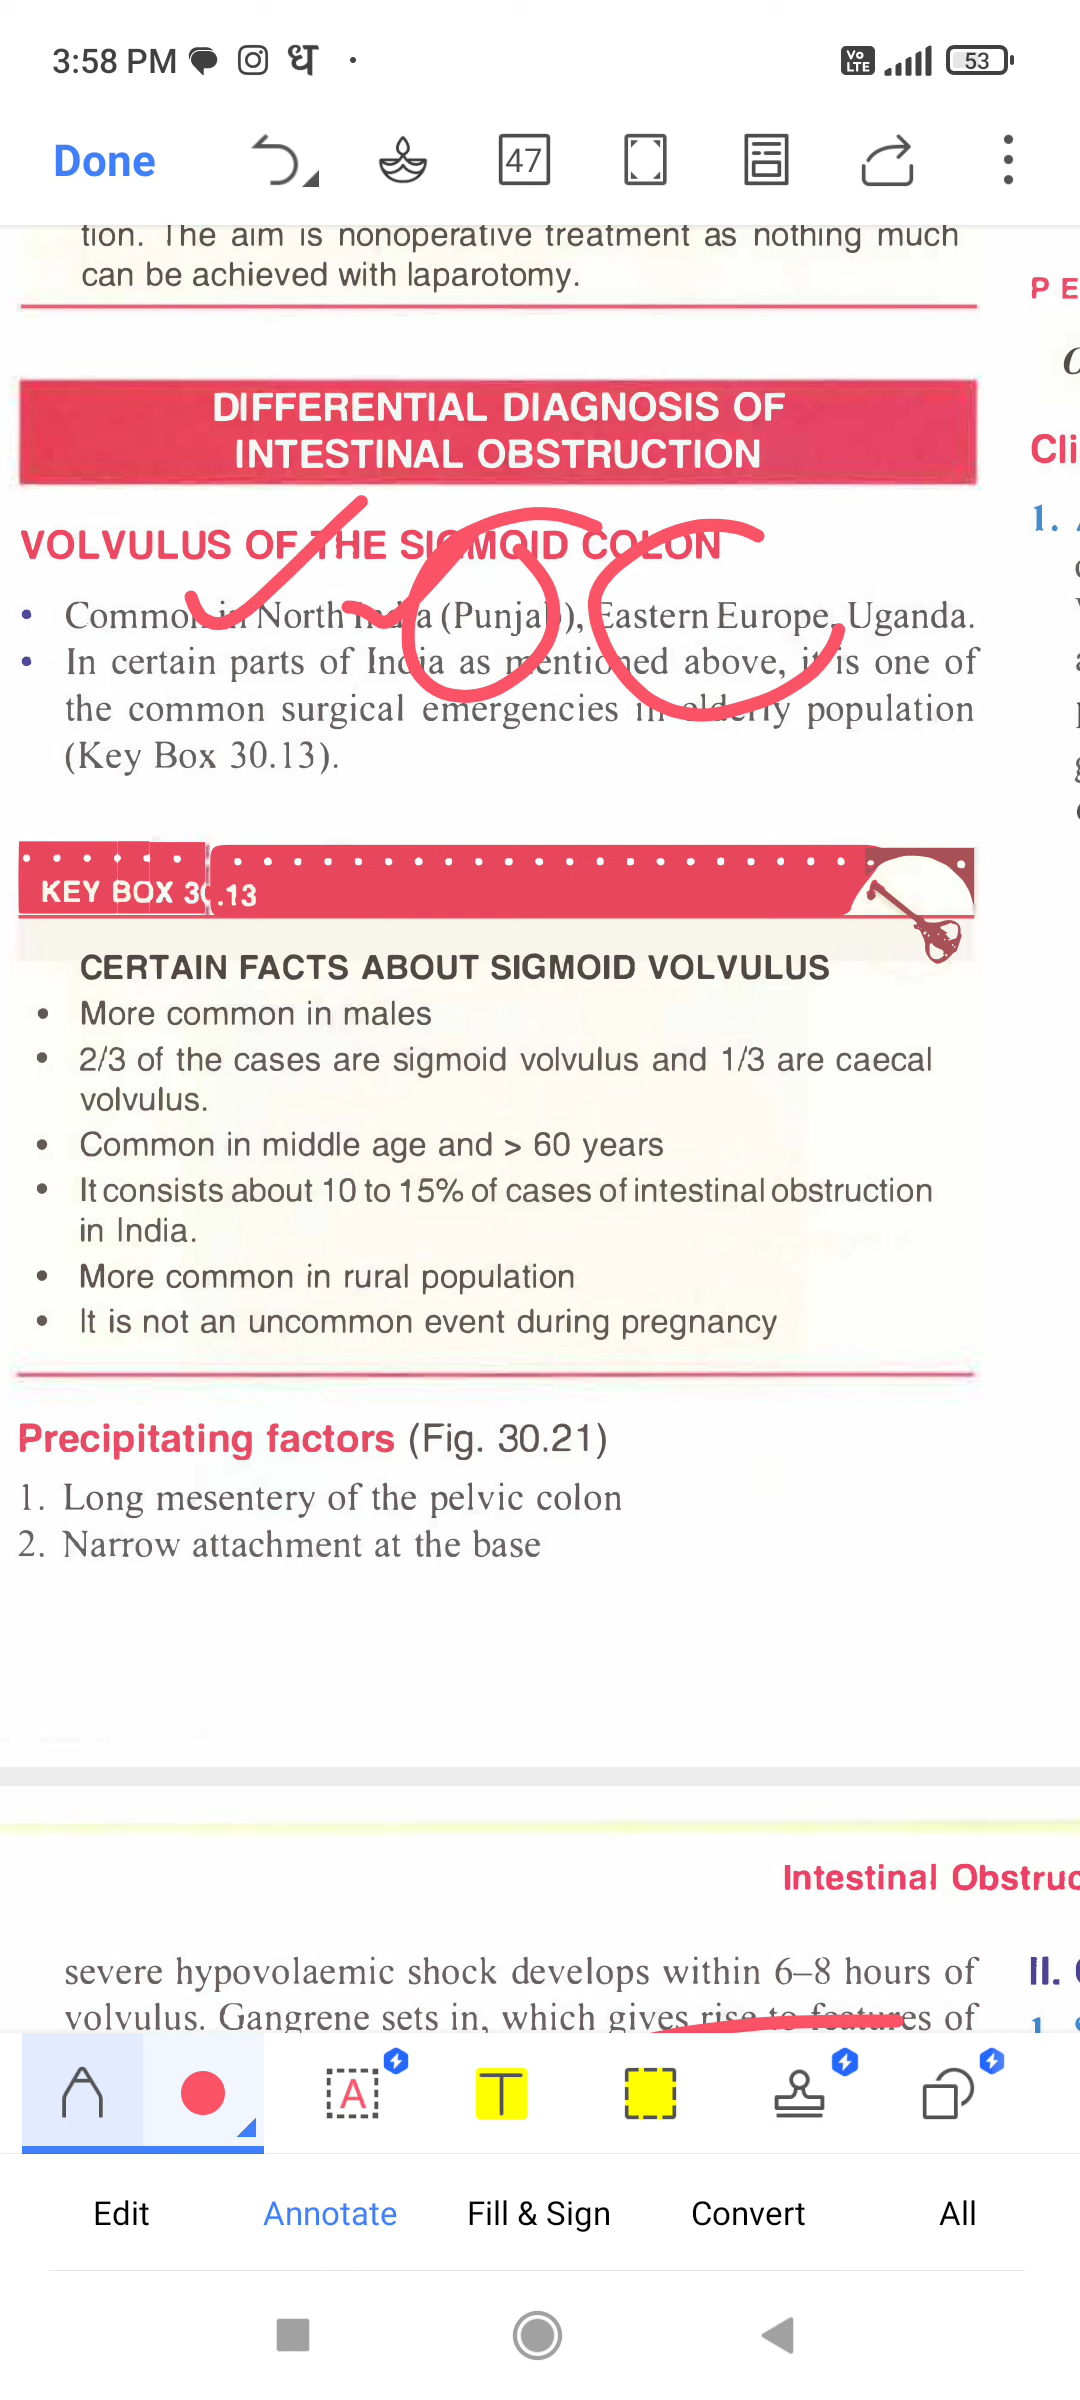 3:58 PM ध
Vo LTE 53
Done 47
tion. The aim is nonoperative treatment as nothing much
can be achieved with laparotomy.
DIFFERENTIAL DIAGNOSIS OF
INTESTINAL OBSTRUCTION
VOLVULUS OF THE SIGMOID COLON
• Common in North India (Punjab), Eastern Europe, Uganda.
• In certain parts of India as mentioned above, it is one of
the common surgical emergencies in elderly population
(Key Box 30.13).
KEY BOX 30.13
CERTAIN FACTS ABOUT SIGMOID VOLVULUS
• More common in males
• 2/3 of the cases are sigmoid volvulus and 1/3 are caecal
volvulus.
• Common in middle age and > 60 years
• It consists about 10 to 15% of cases of intestinal obstruction
in India.
• More common in rural population
• It is not an uncommon event during pregnancy
Precipitating factors (Fig. 30.21)
1. Long mesentery of the pelvic colon
2. Narrow attachment at the base
P E
Cli
1.
Intestinal Obstruc
severe hypovolaemic shock develops within 6–8 hours of
volvulus. Gangrene sets in, which gives rise to features of
II.
1
A T
Edit Annotate Fill & Sign Convert All